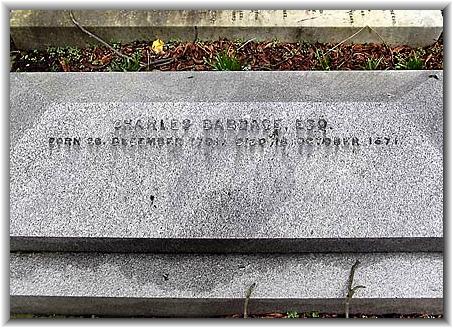 CHARLES BABBAGE, ESQ.
BORN 26, DECEMBER 1791, DIED 18, OCTOBER 1871.